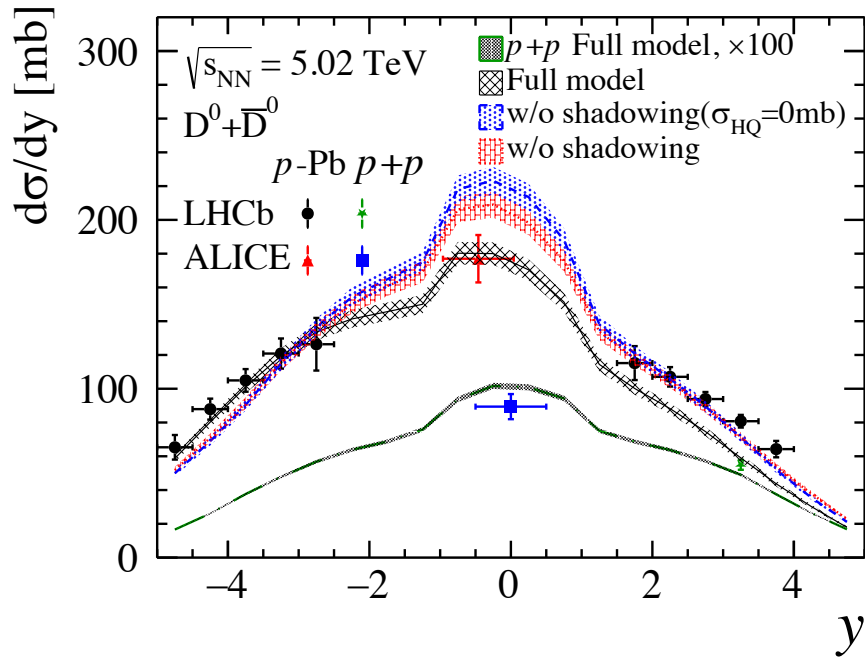 dσ/dy [mb]
300
200
100
0
√s_NN = 5.02 TeV
D⁰+D̅⁰
p-Pb p+p
LHCb
ALICE
p+p Full model, ×100
Full model
w/o shadowing(σ_HQ=0mb)
w/o shadowing
−4 −2 0 2 4
y